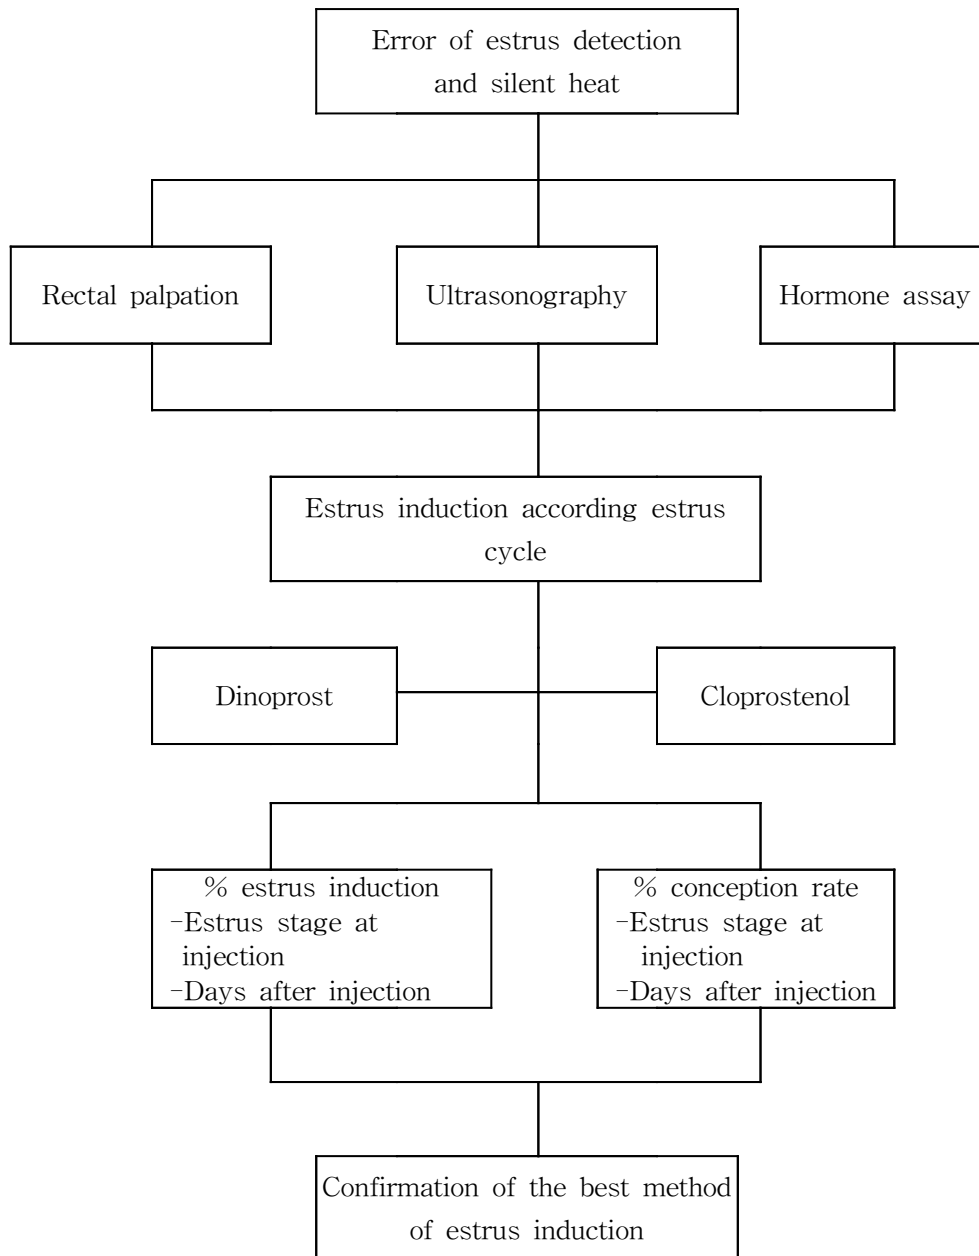 Error of estrus detection
and silent heat
Rectal palpation
Ultrasonography
Hormone assay
Estrus induction according estrus
cycle
Dinoprost
Cloprostenol
% estrus induction
-Estrus stage at
injection
-Days after injection
% conception rate
-Estrus stage at
injection
-Days after injection
Confirmation of the best method
of estrus induction